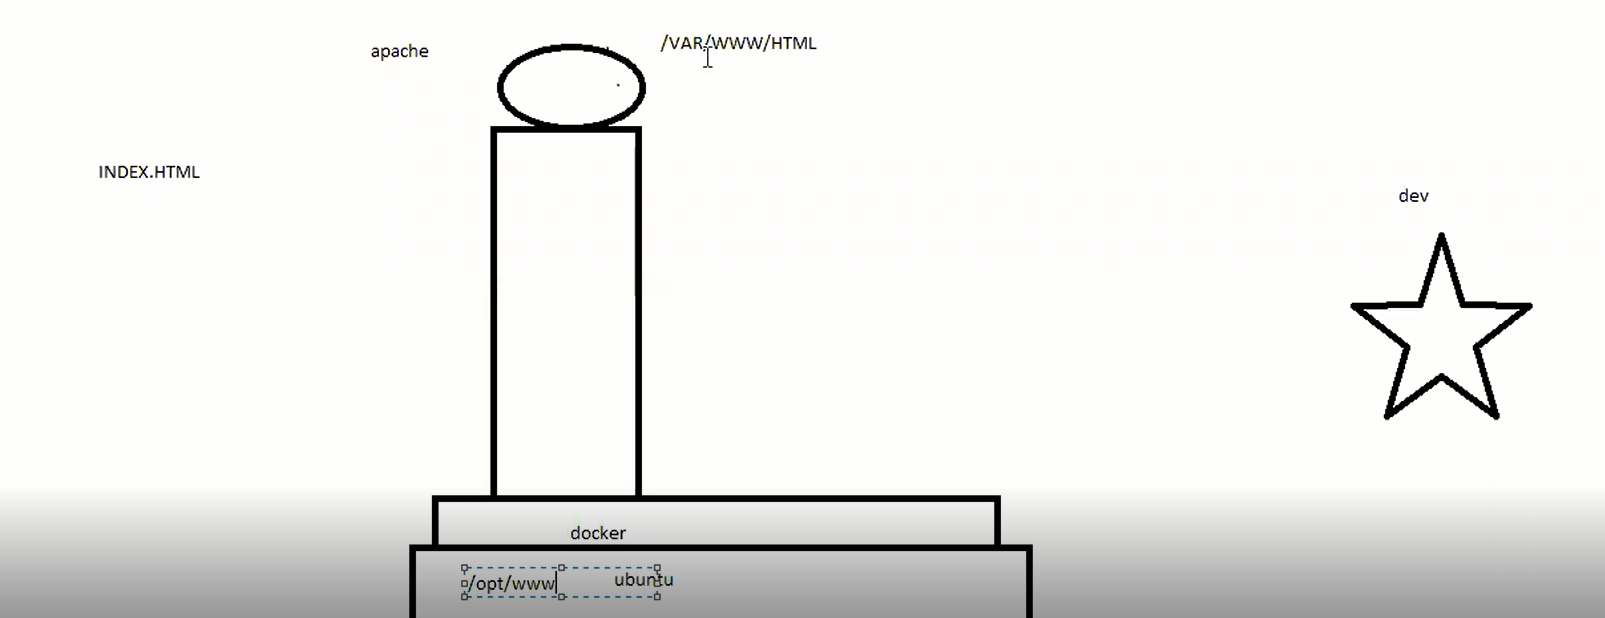 apache
/VAR/WWW/HTML
INDEX.HTML
dev
docker
/opt/www
ubuntu